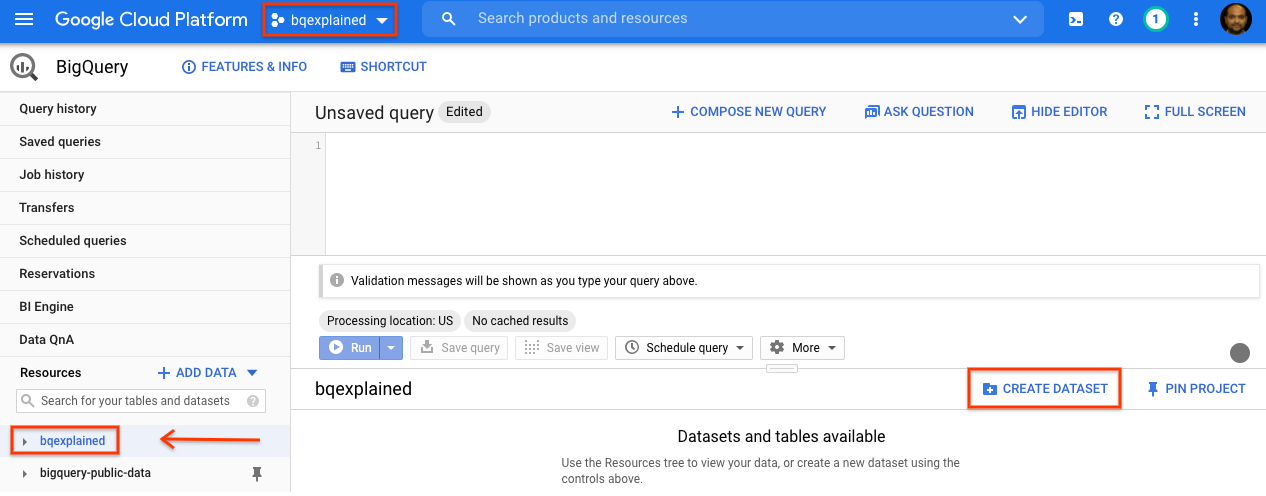 Google Cloud Platform bqexplained Search products and resources 1
BigQuery FEATURES & INFO SHORTCUT
Query history
Saved queries
Job history
Transfers
Scheduled queries
Reservations
BI Engine
Data QnA
Resources + ADD DATA
Search for your tables and datasets ?
bqexplained
bigquery-public-data
Unsaved query Edited + COMPOSE NEW QUERY ASK QUESTION HIDE EDITOR FULL SCREEN
1
Validation messages will be shown as you type your query above.
Processing location: US No cached results
Run Save query Save view Schedule query More
bqexplained CREATE DATASET PIN PROJECT
Datasets and tables available
Use the Resources tree to view your data, or create a new dataset using the
controls above.